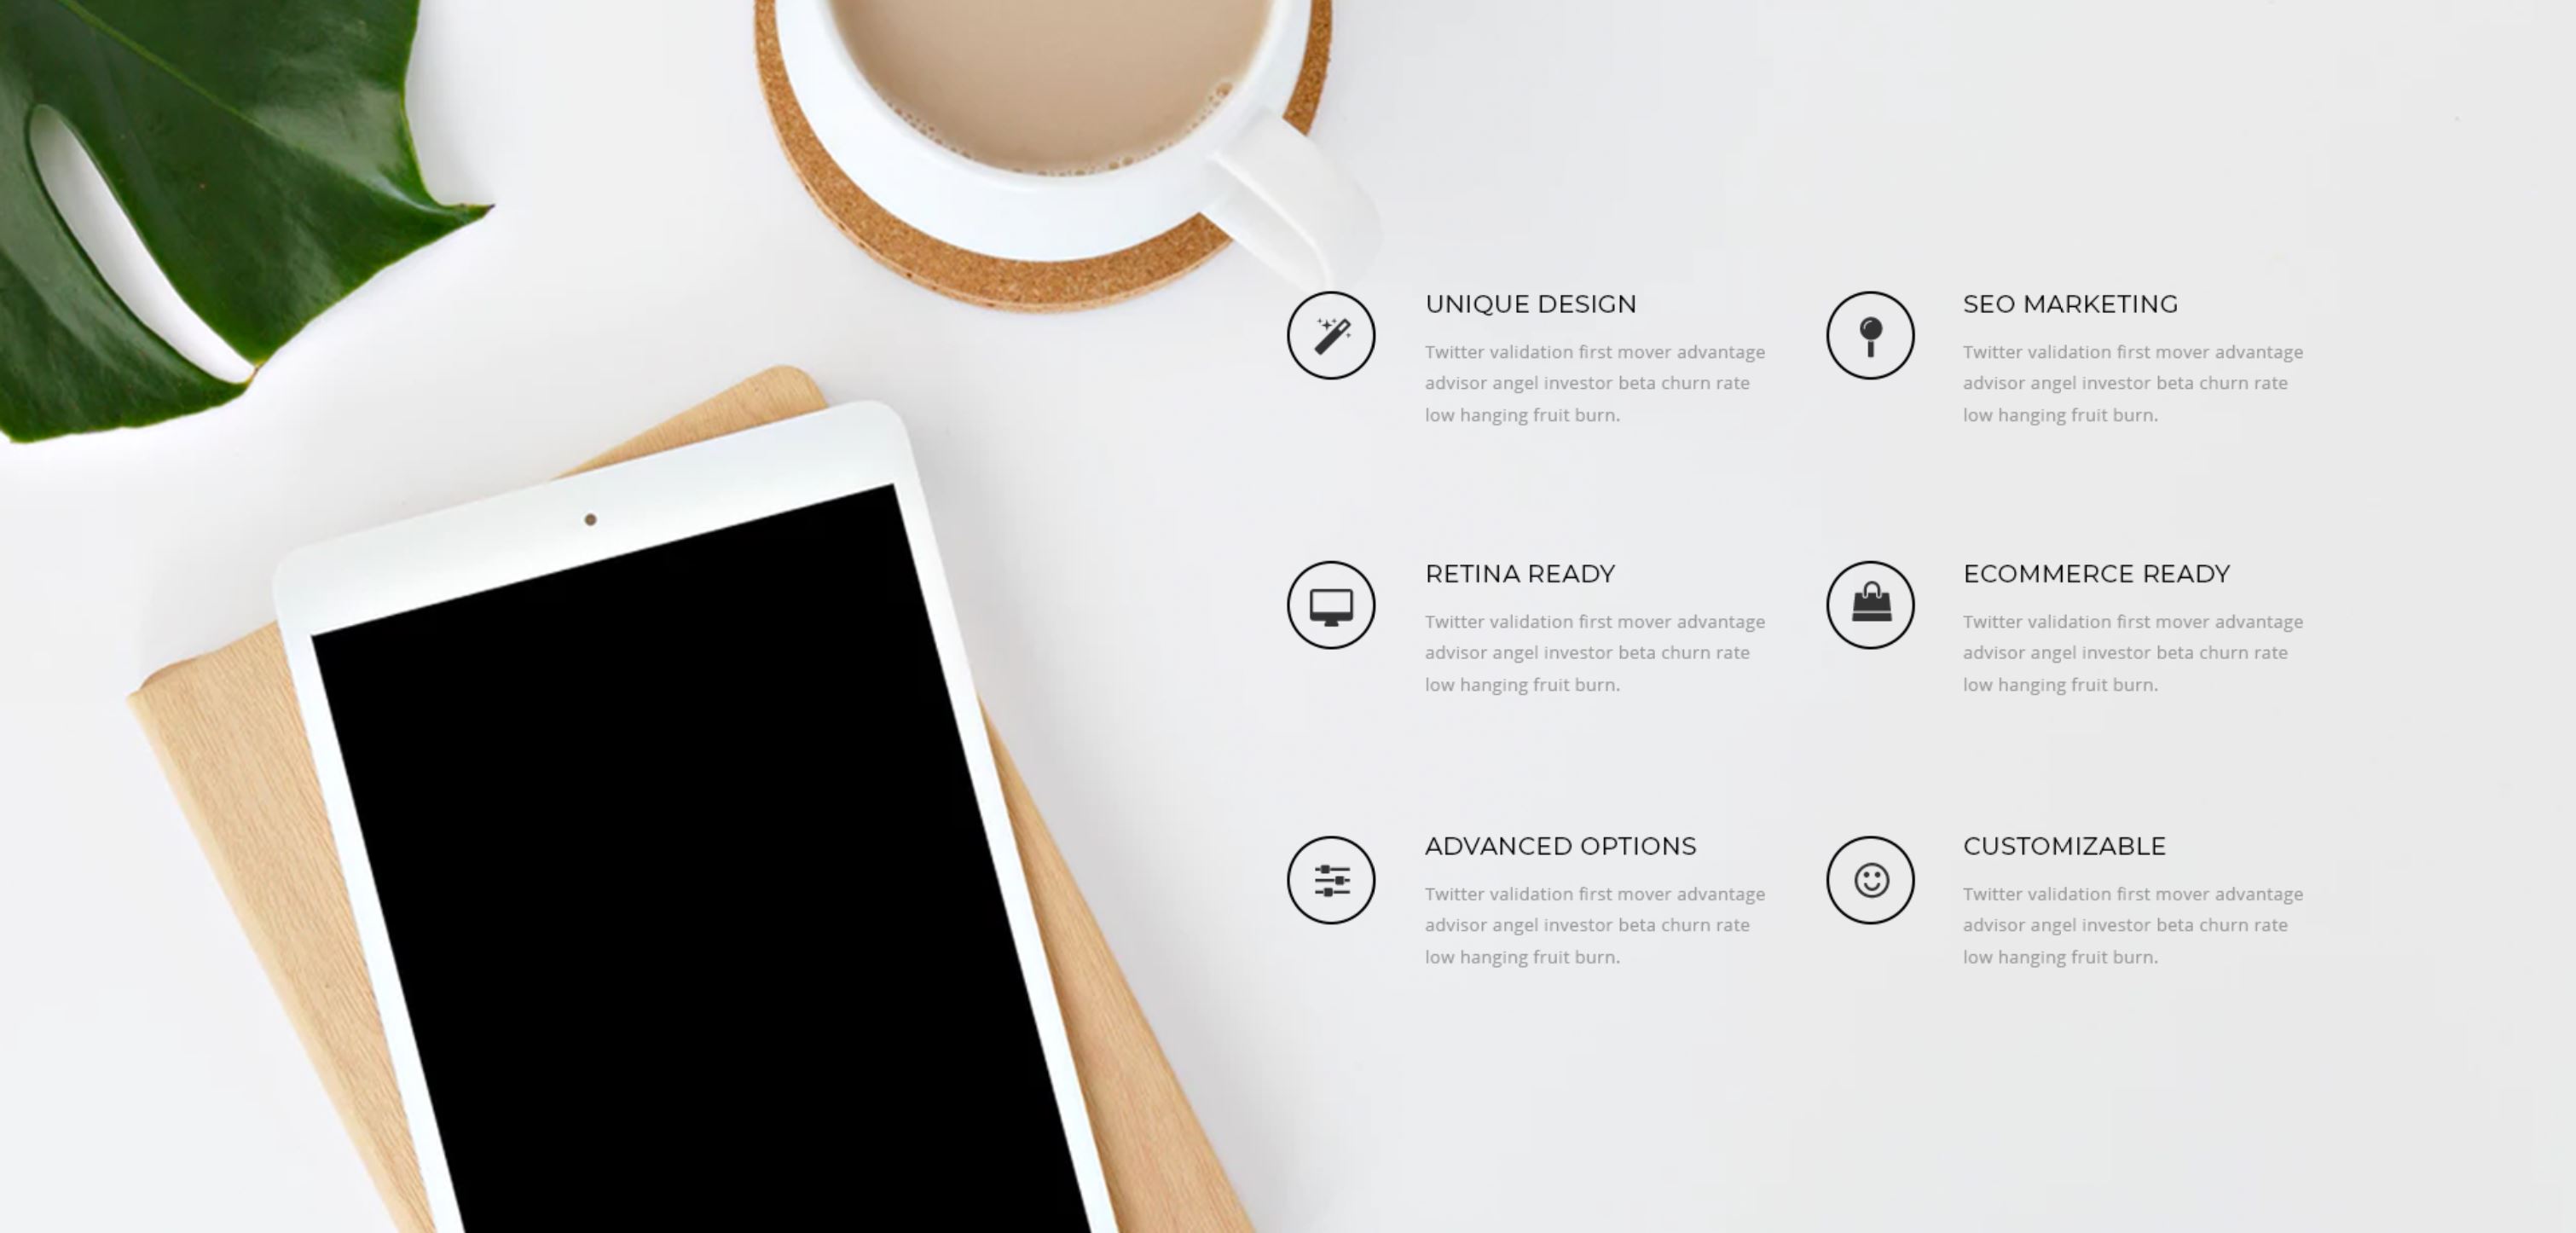 UNIQUE DESIGN
Twitter validation first mover advantage
advisor angel investor beta churn rate
low hanging fruit burn.
SEO MARKETING
Twitter validation first mover advantage
advisor angel investor beta churn rate
low hanging fruit burn.
RETINA READY
Twitter validation first mover advantage
advisor angel investor beta churn rate
low hanging fruit burn.
ECOMMERCE READY
Twitter validation first mover advantage
advisor angel investor beta churn rate
low hanging fruit burn.
ADVANCED OPTIONS
Twitter validation first mover advantage
advisor angel investor beta churn rate
low hanging fruit burn.
CUSTOMIZABLE
Twitter validation first mover advantage
advisor angel investor beta churn rate
low hanging fruit burn.